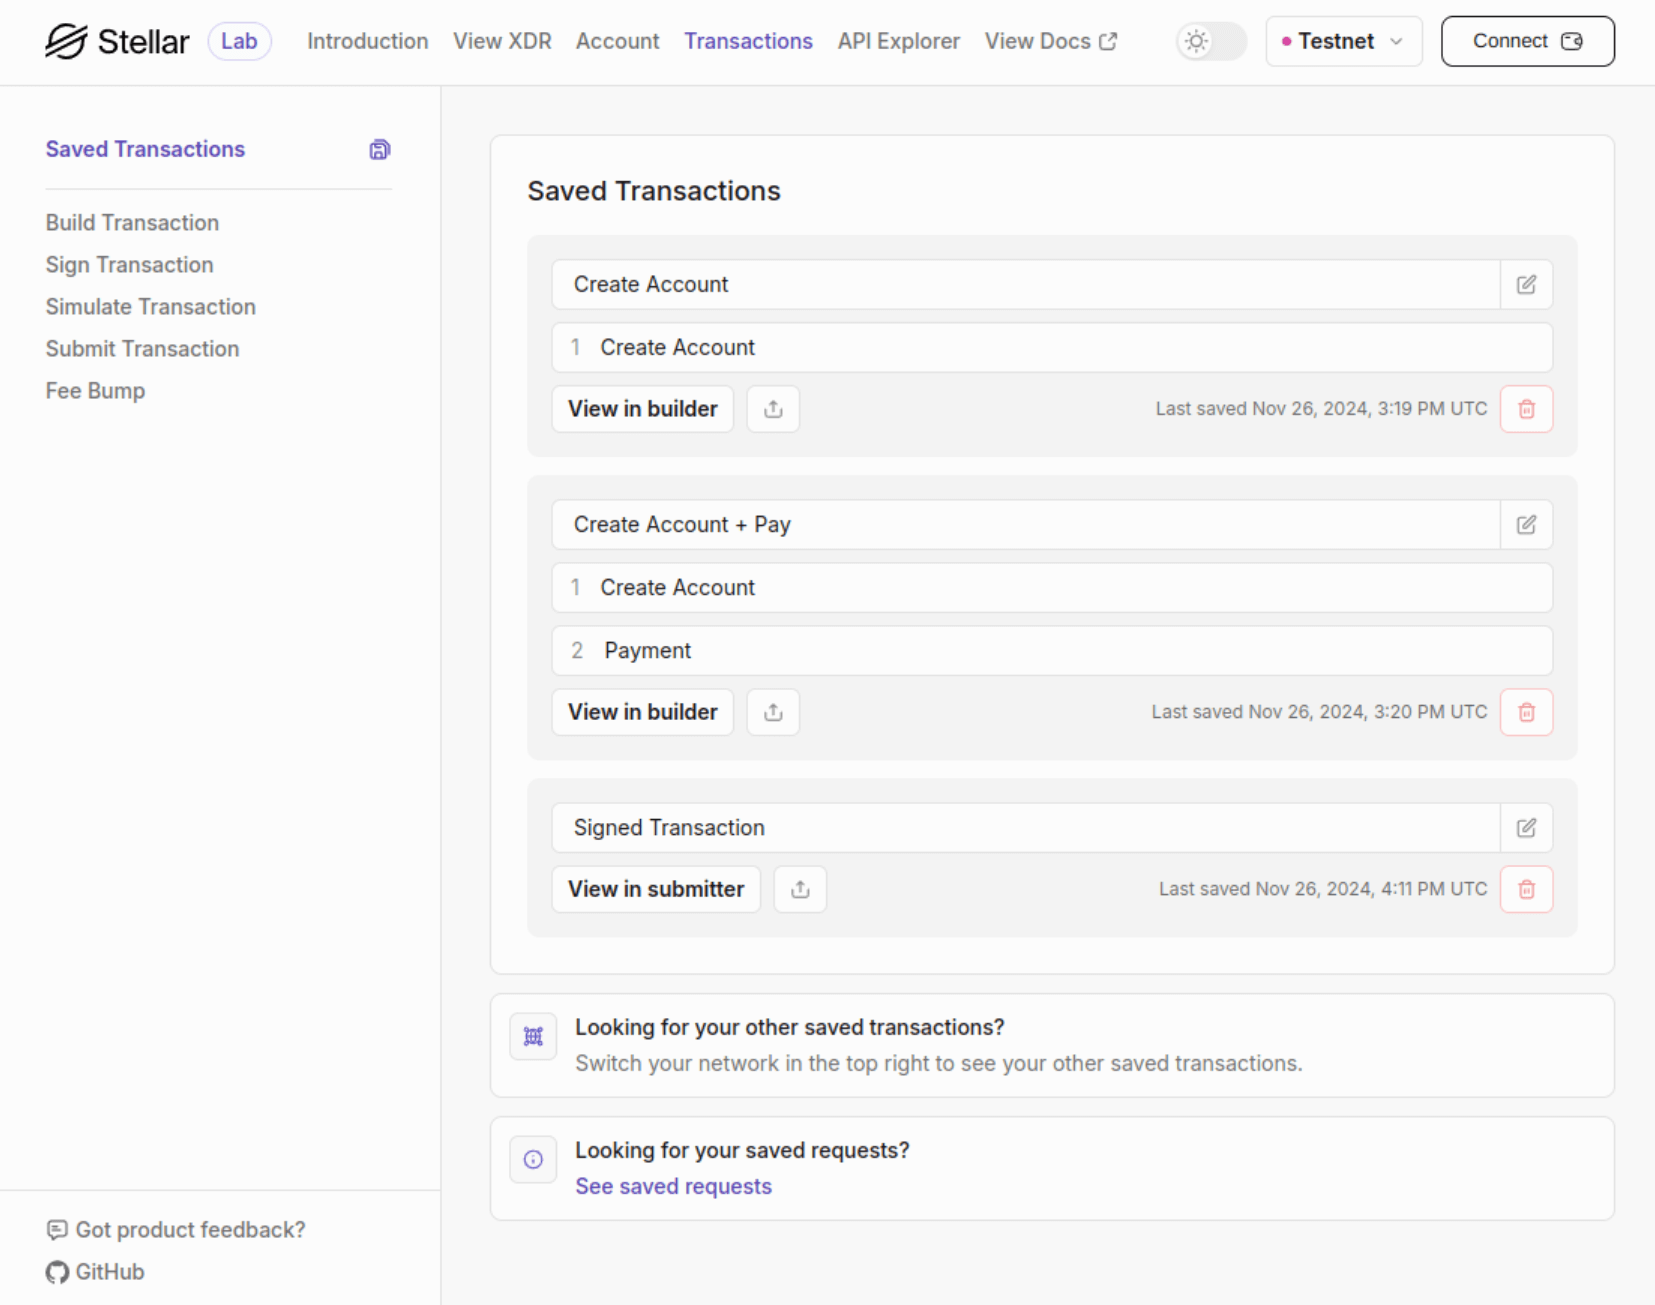 Stellar Lab Introduction View XDR Account Transactions API Explorer View Docs Testnet Connect
Saved Transactions
Build Transaction
Sign Transaction
Simulate Transaction
Submit Transaction
Fee Bump
Got product feedback?
GitHub
Saved Transactions
Create Account
1 Create Account
View in builder Last saved Nov 26, 2024, 3:19 PM UTC
Create Account + Pay
1 Create Account
2 Payment
View in builder Last saved Nov 26, 2024, 3:20 PM UTC
Signed Transaction
View in submitter Last saved Nov 26, 2024, 4:11 PM UTC
Looking for your other saved transactions?
Switch your network in the top right to see your other saved transactions.
Looking for your saved requests?
See saved requests